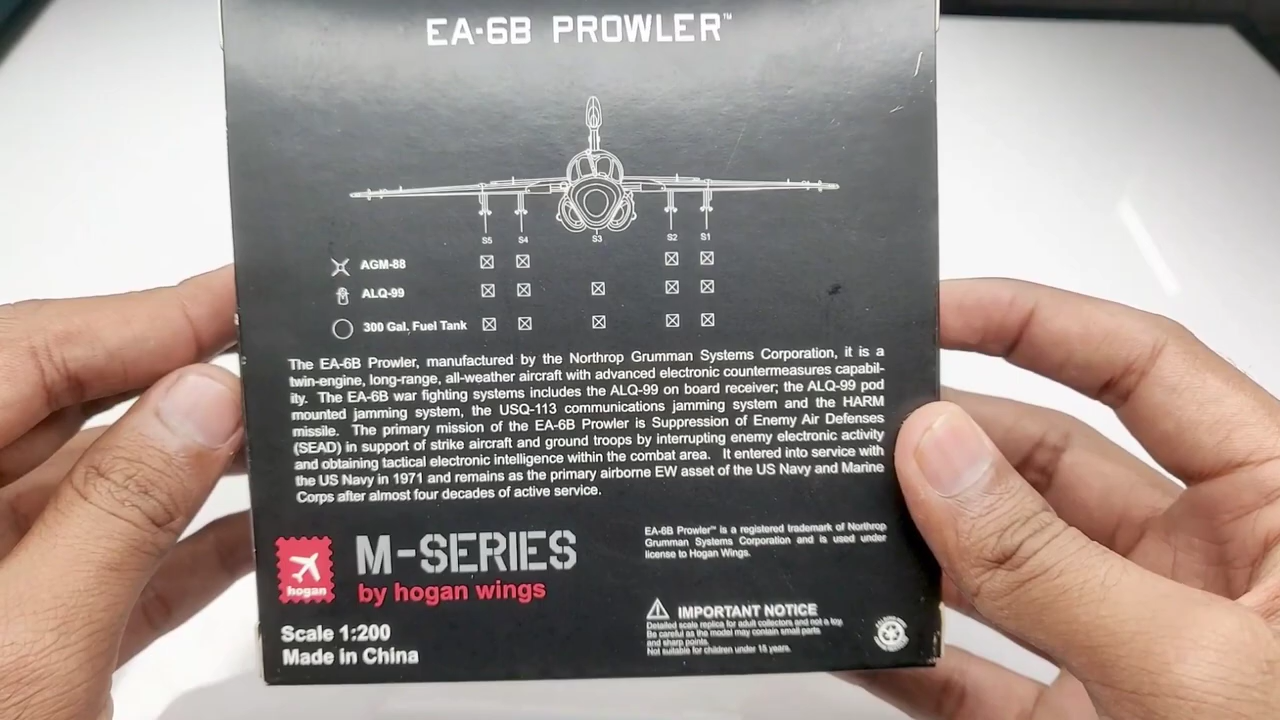 EA-6B PROWLER™
S5 S4 S3 S2 S1
AGM-88
ALQ-99
300 Gal. Fuel Tank
The EA-6B Prowler, manufactured by the Northrop Grumman Systems Corporation, it is a
twin-engine, long-range, all-weather aircraft with advanced electronic countermeasures capabil-
ity. The EA-6B war fighting systems includes the ALQ-99 on board receiver; the ALQ-99 pod
mounted jamming system, the USQ-113 communications jamming system and the HARM
missile. The primary mission of the EA-6B Prowler is Suppression of Enemy Air Defenses
(SEAD) in support of strike aircraft and ground troops by interrupting enemy electronic activity
and obtaining tactical electronic intelligence within the combat area. It entered into service with
the US Navy in 1971 and remains as the primary airborne EW asset of the US Navy and Marine
Corps after almost four decades of active service.
EA-6B Prowler™ is a registered trademark of Northrop
Grumman Systems Corporation and is used under
license to Hogan Wings.
hogan
M-SERIES
by hogan wings
Scale 1:200
Made in China
IMPORTANT NOTICE
Detailed scale replica for adult collectors and not a toy.
Be careful as the model may contain small parts
and sharp points.
Not suitable for children under 15 years.